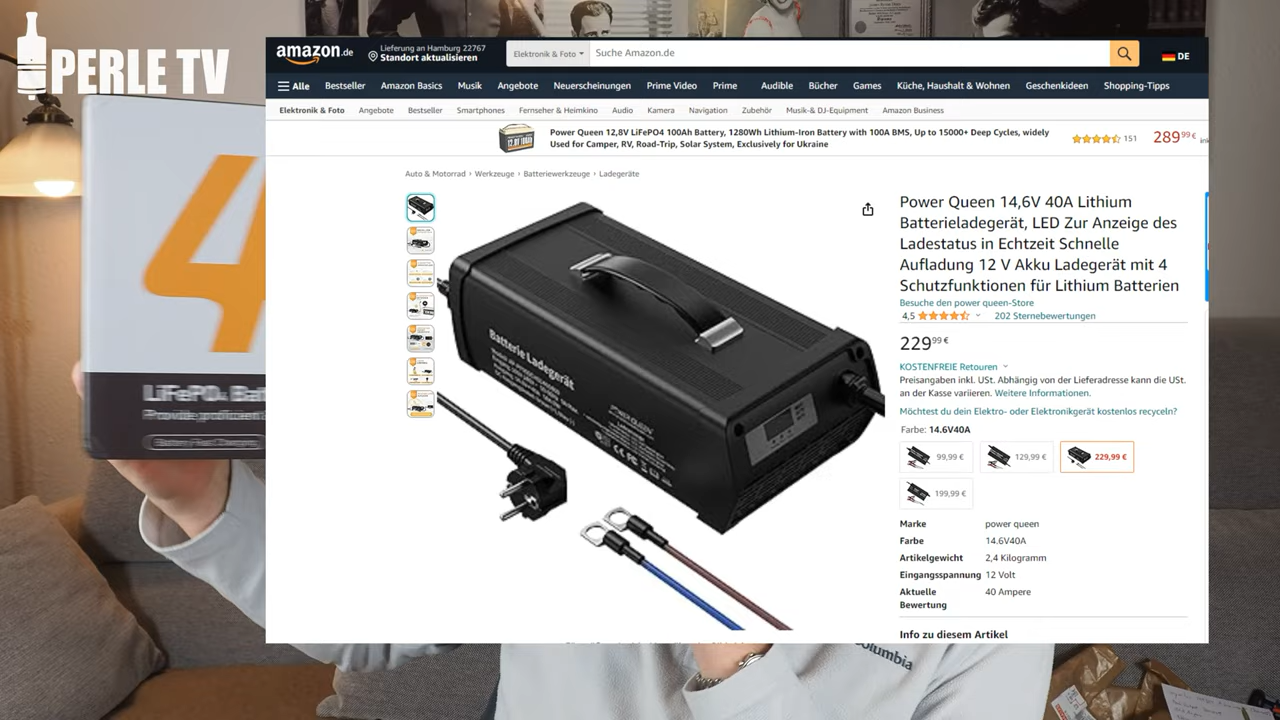 PERLE TV
4
LiFePO₄ Ba
amazon.de
Lieferung an Hamburg 22767
Standort aktualisieren
Elektronik & Foto
Suche Amazon.de
DE
Alle
Bestseller
Amazon Basics
Musik
Angebote
Neuerscheinungen
Prime Video
Prime
Audible
Bücher
Games
Küche, Haushalt & Wohnen
Geschenkideen
Shopping-Tipps
Elektronik & Foto
Angebote
Bestseller
Smartphones
Fernseher & Heimkino
Audio
Kamera
Navigation
Zubehör
Musik-& DJ-Equipment
Amazon Business
Power Queen 12,8V LiFePO4 100Ah Battery, 1280Wh Lithium-Iron Battery with 100A BMS, Up to 15000+ Deep Cycles, widely
Used for Camper, RV, Road-Trip, Solar System, Exclusively for Ukraine
151
289⁹⁹€
ink
Auto & Motorrad › Werkzeuge › Batteriewerkzeuge › Ladegeräte
Batterie Ladegerät
POWER QUEEN
Power Queen 14,6V 40A Lithium
Batterieladegerät, LED Zur Anzeige des
Ladestatus in Echtzeit Schnelle
Aufladung 12 V Akku Ladegerät mit 4
Schutzfunktionen für Lithium Batterien
Besuche den power queen-Store
4,5
202 Sternebewertungen
229⁹⁹€
KOSTENFREIE Retouren
Preisangaben inkl. USt. Abhängig von der Lieferadresse kann die USt.
an der Kasse variieren. Weitere Informationen.
Möchtest du dein Elektro- oder Elektronikgerät kostenlos recyceln?
Farbe: 14.6V40A
99,99 €
129,99 €
229,99 €
199,99 €
Marke power queen
Farbe 14.6V40A
Artikelgewicht 2,4 Kilogramm
Eingangsspannung 12 Volt
Aktuelle 40 Ampere
Bewertung
Info zu diesem Artikel
Columbia